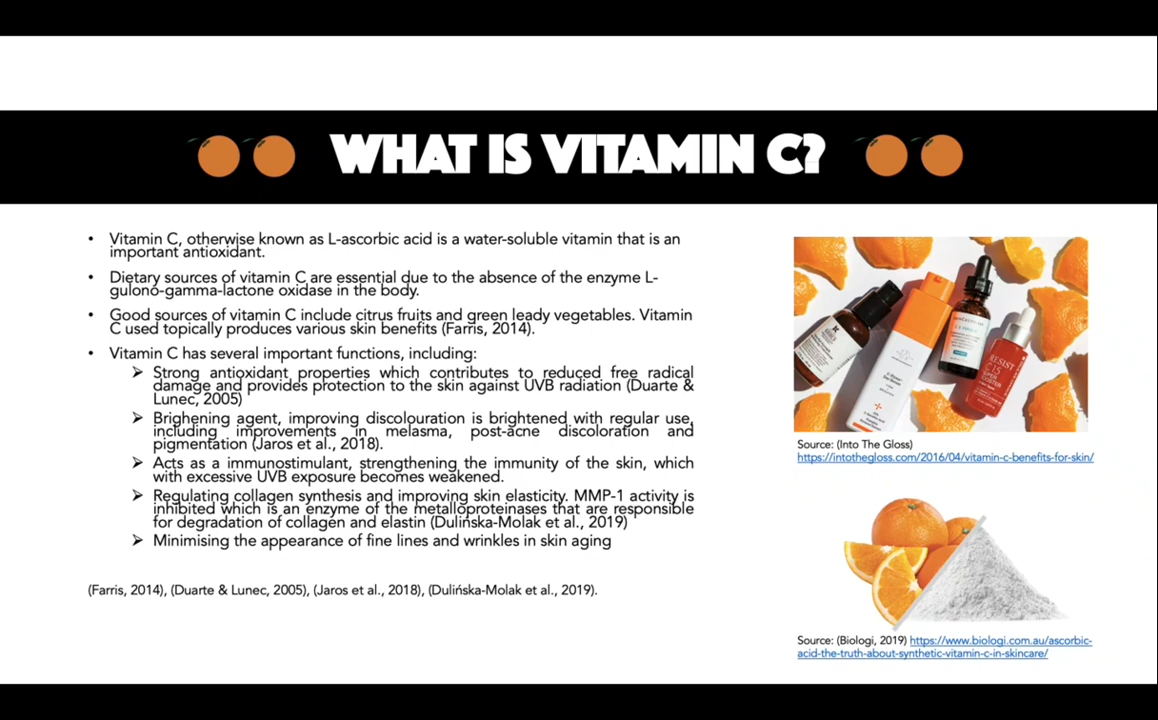 WHAT IS VITAMIN C?
• Vitamin C, otherwise known as L-ascorbic acid is a water-soluble vitamin that is an
important antioxidant.
• Dietary sources of vitamin C are essential due to the absence of the enzyme L-
gulono-gamma-lactone oxidase in the body.
• Good sources of vitamin C include citrus fruits and green leady vegetables. Vitamin
C used topically produces various skin benefits (Farris, 2014).
• Vitamin C has several important functions, including:
➢ Strong antioxidant properties which contributes to reduced free radical
damage and provides protection to the skin against UVB radiation (Duarte &
Lunec, 2005)
➢ Brighening agent, improving discolouration is brightened with regular use,
including improvements in melasma, post-acne discoloration and
pigmentation (Jaros et al., 2018).
➢ Acts as a immunostimulant, strengthening the immunity of the skin, which
with excessive UVB exposure becomes weakened.
➢ Regulating collagen synthesis and improving skin elasticity. MMP-1 activity is
inhibited which is an enzyme of the metalloproteinases that are responsible
for degradation of collagen and elastin (Dulińska-Molak et al., 2019)
➢ Minimising the appearance of fine lines and wrinkles in skin aging
(Farris, 2014), (Duarte & Lunec, 2005), (Jaros et al., 2018), (Dulińska-Molak et al., 2019).
RESIST
C15
SUPER
BOOSTER
Source: (Into The Gloss)
https://intothegloss.com/2016/04/vitamin-c-benefits-for-skin/
Source: (Biologi, 2019) https://www.biologi.com.au/ascorbic-
acid-the-truth-about-synthetic-vitamin-c-in-skincare/